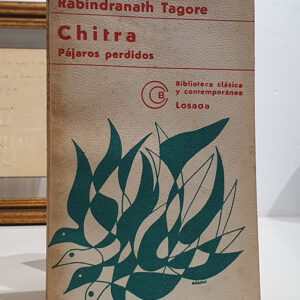 Rabindranath Tagore
Chitra
Pájaros perdidos
Biblioteca clásica
y contemporánea
Losada